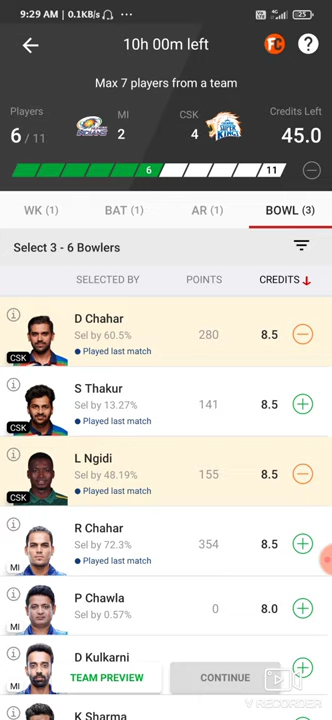 9:29 AM | 0.1KB/s
25
10h 00m left
FC
?
Max 7 players from a team
Players
MI
CSK
Credits Left
6 / 11
2
4
45.0
6
11
WK (1)
BAT (1)
AR (1)
BOWL (3)
Select 3 - 6 Bowlers
SELECTED BY
POINTS
CREDITS
D Chahar
Sel by 60.5%
280
8.5
Played last match
CSK
S Thakur
Sel by 13.27%
141
8.5
Played last match
CSK
L Ngidi
Sel by 48.19%
155
8.5
Played last match
CSK
R Chahar
Sel by 72.3%
354
8.5
Played last match
MI
P Chawla
Sel by 0.57%
0
8.0
MI
D Kulkarni
TEAM PREVIEW
CONTINUE
MI
V RECORDER
K Sharma